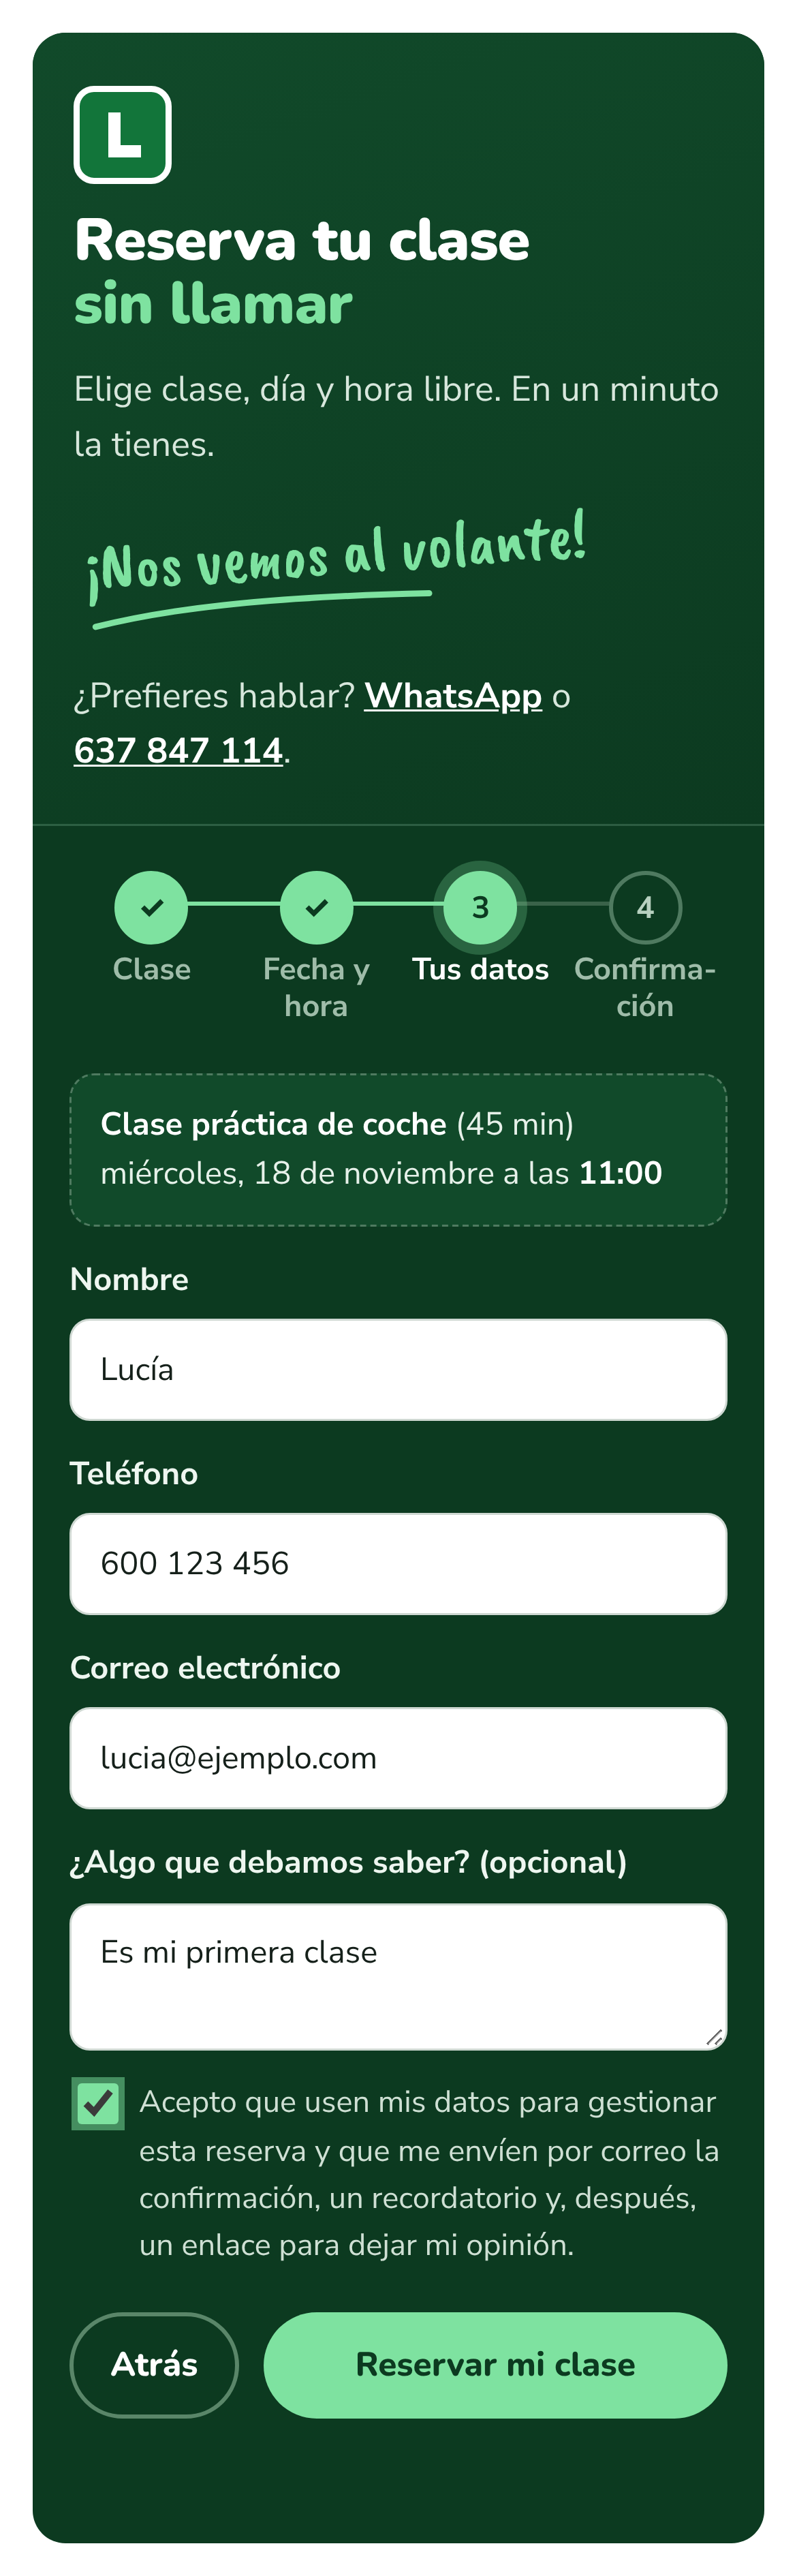 L
Reserva tu clase
sin llamar
Elige clase, día y hora libre. En un minuto
la tienes.
¡Nos vemos al volante!
¿Prefieres hablar? WhatsApp o
637 847 114.
3
4
Clase
Fecha y
hora
Tus datos
Confirma-
ción
Clase práctica de coche (45 min)
miércoles, 18 de noviembre a las 11:00
Nombre
Lucía
Teléfono
600 123 456
Correo electrónico
lucia@ejemplo.com
¿Algo que debamos saber? (opcional)
Es mi primera clase
Acepto que usen mis datos para gestionar
esta reserva y que me envíen por correo la
confirmación, un recordatorio y, después,
un enlace para dejar mi opinión.
Atrás
Reservar mi clase